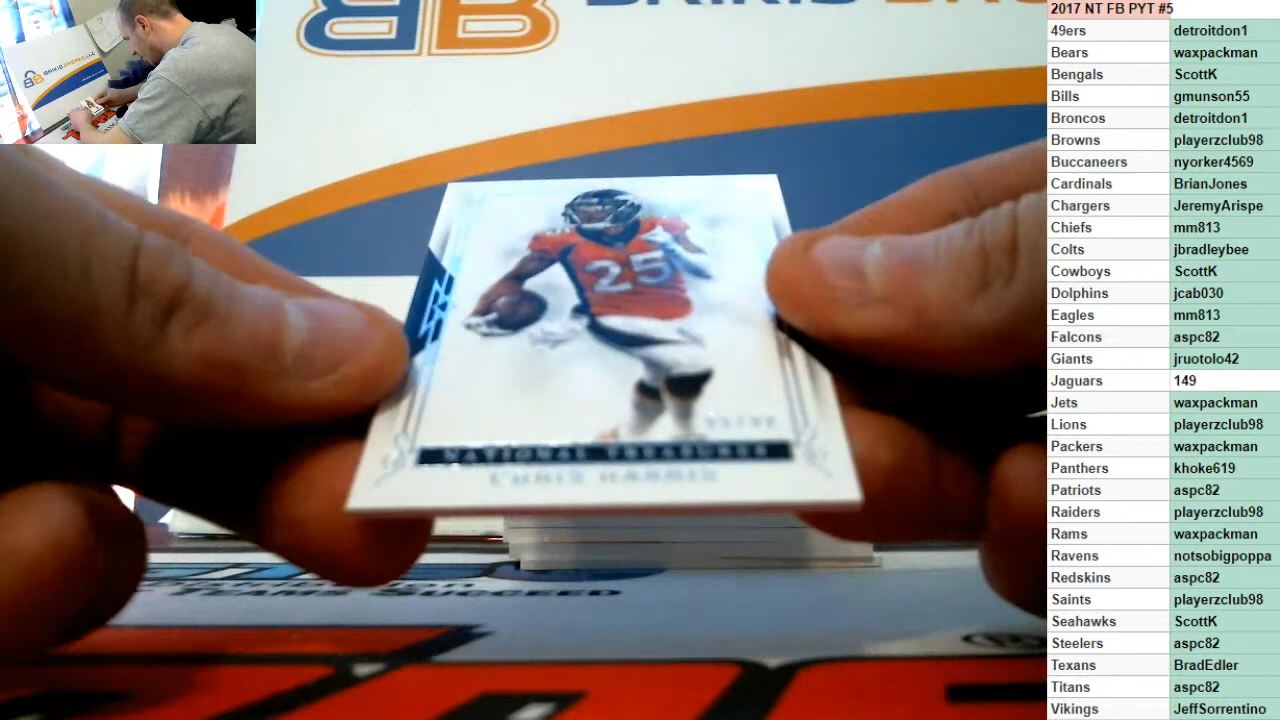 2017 NT FB PYT #5
49ers detroitdon1
Bears waxpackman
Bengals ScottK
Bills gmunson55
Broncos detroitdon1
Browns playerzclub98
Buccaneers nyorker4569
Cardinals BrianJones
Chargers JeremyArispe
Chiefs mm813
Colts jbradleybee
Cowboys ScottK
Dolphins jcab030
Eagles mm813
Falcons aspc82
Giants jruotolo42
Jaguars 149
Jets waxpackman
Lions playerzclub98
Packers waxpackman
Panthers khoke619
Patriots aspc82
Raiders playerzclub98
Rams waxpackman
Ravens notsobigpoppa
Redskins aspc82
Saints playerzclub98
Seahawks ScottK
Steelers aspc82
Texans BradEdler
Titans aspc82
Vikings JeffSorrentino
25
NATIONAL TREASURES
CHRIS HARRIS
TEAMS SUCCEED